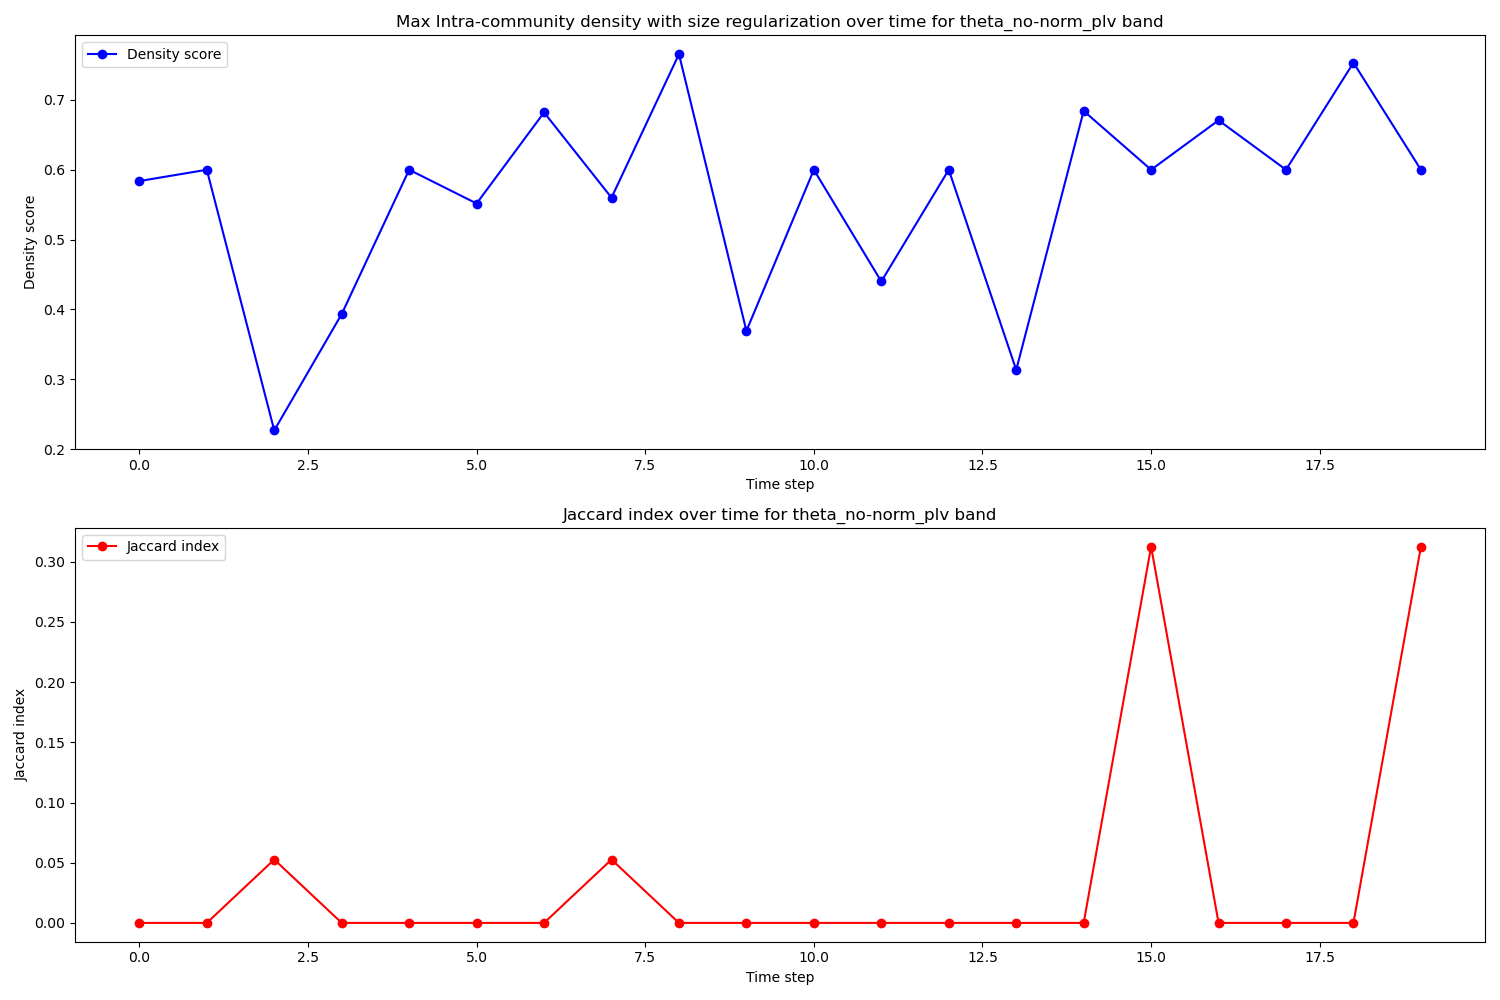 Max Intra-community density with size regularization over time for theta_no-norm_plv band
Density score
0.7
0.6
0.5
0.4
0.3
0.2
Density score
0.0 2.5 5.0 7.5 10.0 12.5 15.0 17.5
Time step
Jaccard index over time for theta_no-norm_plv band
Jaccard index
0.30
0.25
0.20
0.15
0.10
0.05
0.00
Jaccard index
0.0 2.5 5.0 7.5 10.0 12.5 15.0 17.5
Time step